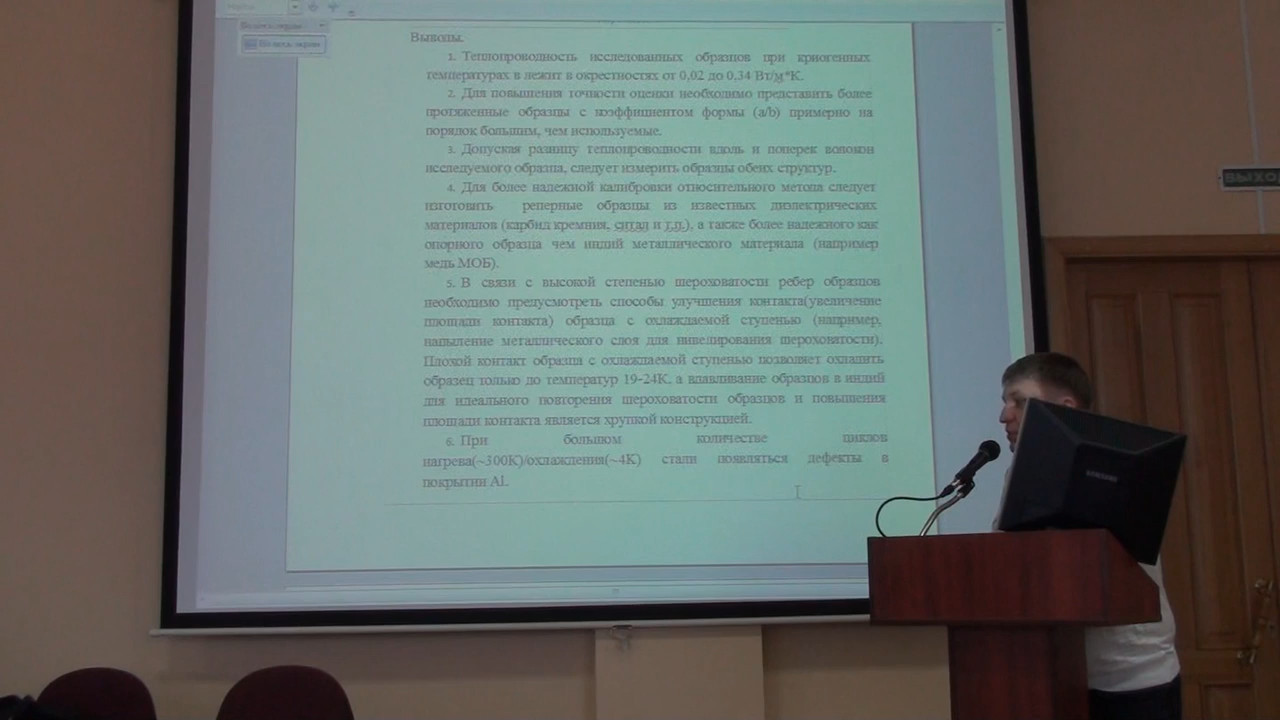 Выводы.
1. Теплопроводность исследованных образцов при криогенных
температурах в лежит в окрестностях от 0,02 до 0,34 Вт/м*К.
2. Для повышения точности оценки необходимо представить более
протяженные образцы с коэффициентом формы (a/b) примерно на
порядок большим, чем используемые.
3. Допуская разницу теплопроводности вдоль и поперек волокон
исследуемого образца, следует измерить образцы обеих структур.
4. Для более надежной калибровки относительного метода следует
изготовить реперные образцы из известных диэлектрических
материалов (карбид кремния, ситал и т.п.), а также более надежного как
опорного образца чем индий металлического материала (например
медь МОБ).
5. В связи с высокой степенью шероховатости ребер образцов
необходимо предусмотреть способы улучшения контакта(увеличение
площади контакта) образца с охлаждаемой ступенью (например,
напыление металлического слоя для нивелирования шероховатости).
Плохой контакт образца с охлаждаемой ступенью позволяет охладить
образец только до температур 19-24К, а вдавливание образцов в индий
для идеального повторения шероховатости образцов и повышения
площади контакта является хрупкой конструкцией.
6. При большом количестве циклов
нагрева(~300К)/охлаждения(~4К) стали появляться дефекты в
покрытии Al.
ВЫХОД
SAMSUNG